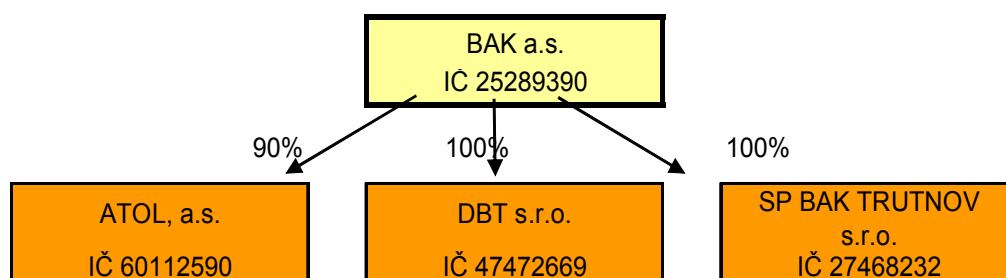 BAK a.s.
IČ 25289390
90%
100%
100%
ATOL, a.s.
IČ 60112590
DBT s.r.o.
IČ 47472669
SP BAK TRUTNOV
s.r.o.
IČ 27468232